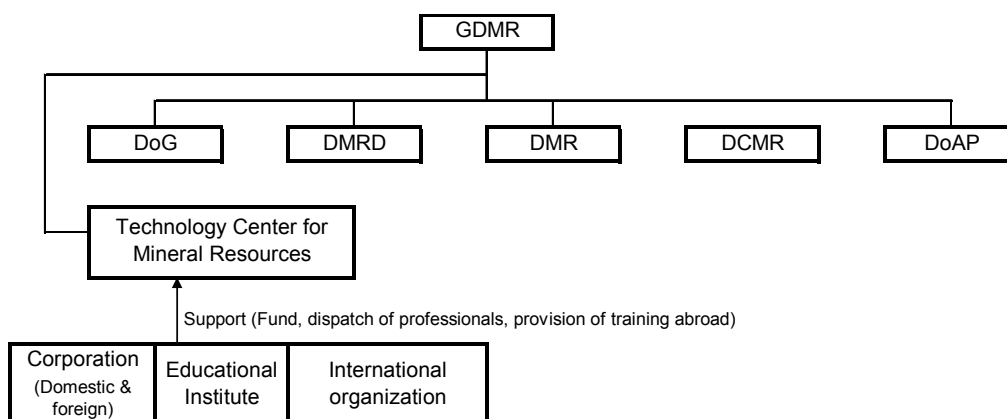 GDMR
DoG
DMRD
DMR
DCMR
DoAP
Technology Center for
Mineral Resources
Support (Fund, dispatch of professionals, provision of training abroad)
Corporation
(Domestic &
foreign)
Educational
Institute
International
organization